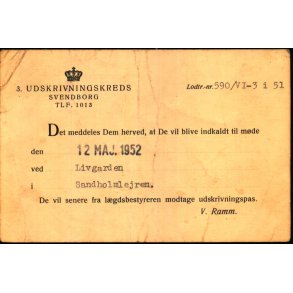 3. UDSKRIVNINGSKREDS
SVENDBORG
TLF. 1013
Lodtr.-nr. 590/VI-3 i 51
Det meddeles Dem herved, at De vil blive indkaldt til møde
den 12 MAJ. 1952
ved Livgarden
i Sandholmlejren.
De vil senere fra lægdsbestyreren modtage udskrivningspas.
V. Ramm.